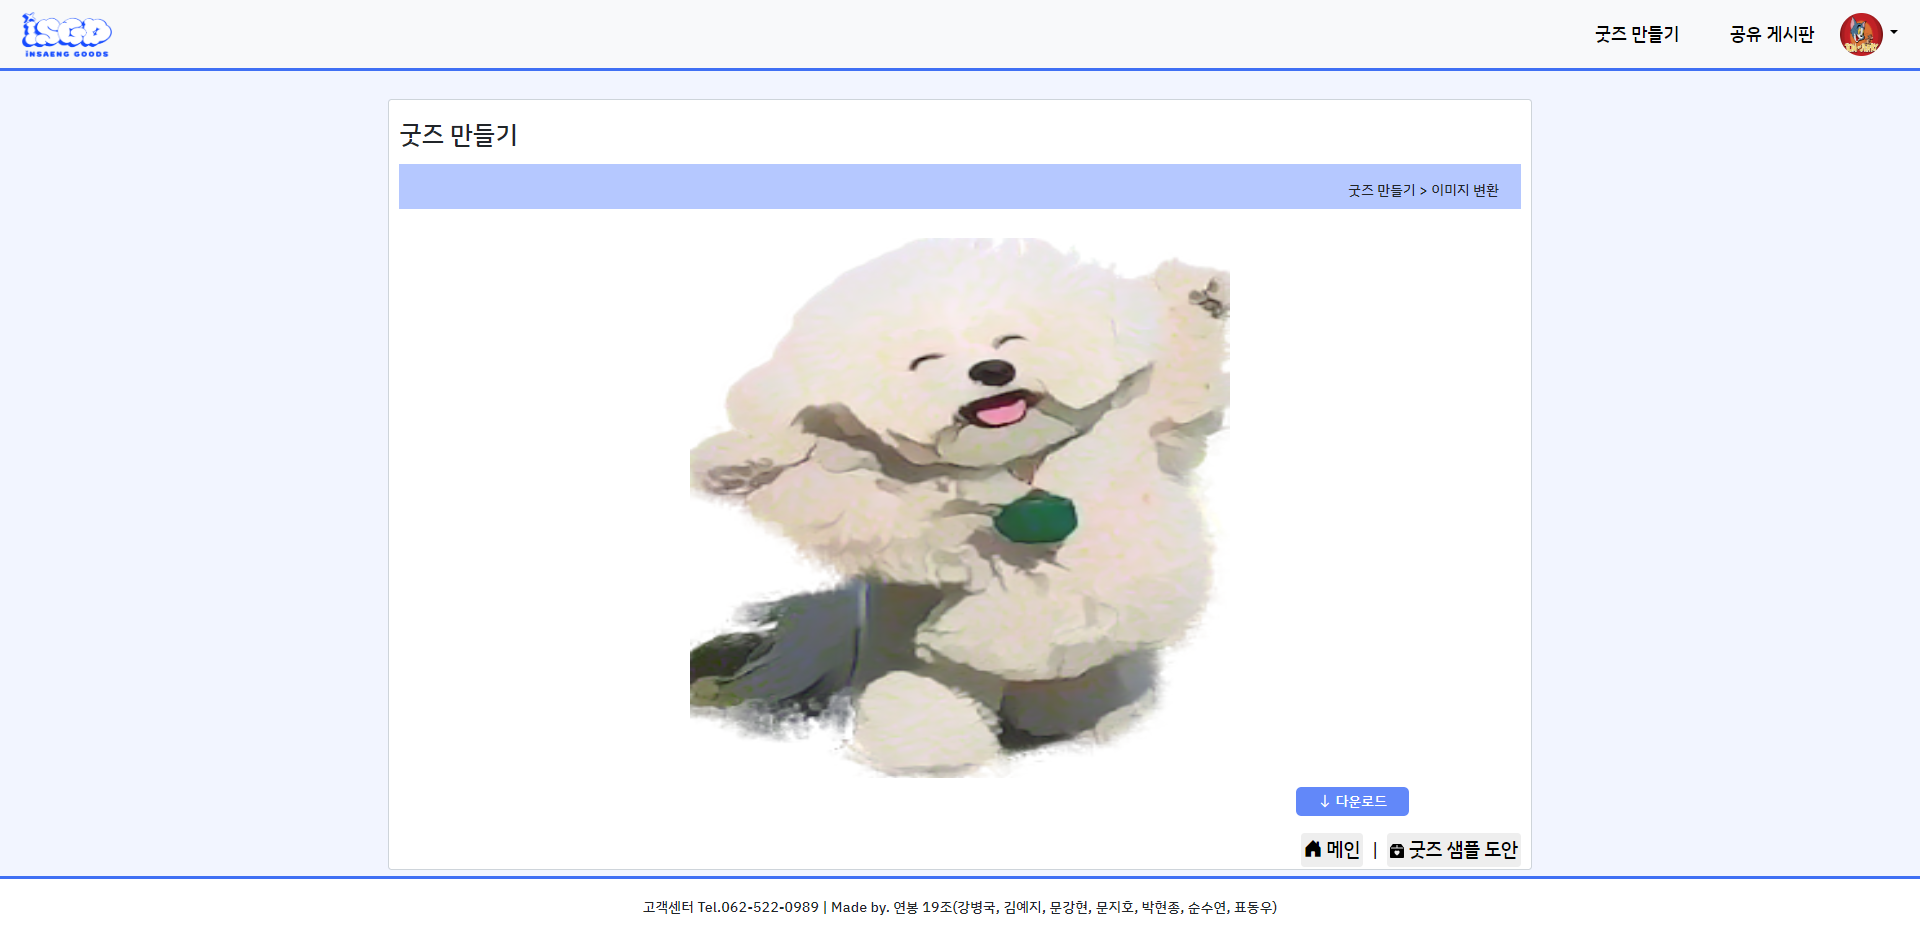 iSGD
iNSAENG GOODS
굿즈 만들기
공유 게시판
굿즈 만들기
굿즈 만들기 > 이미지 변환
↓ 다운로드
메인 | 굿즈 샘플 도안
고객센터 Tel.062-522-0989 | Made by. 연봉 19조(강병국, 김예지, 문강현, 문지호, 박현종, 순수연, 표동우)